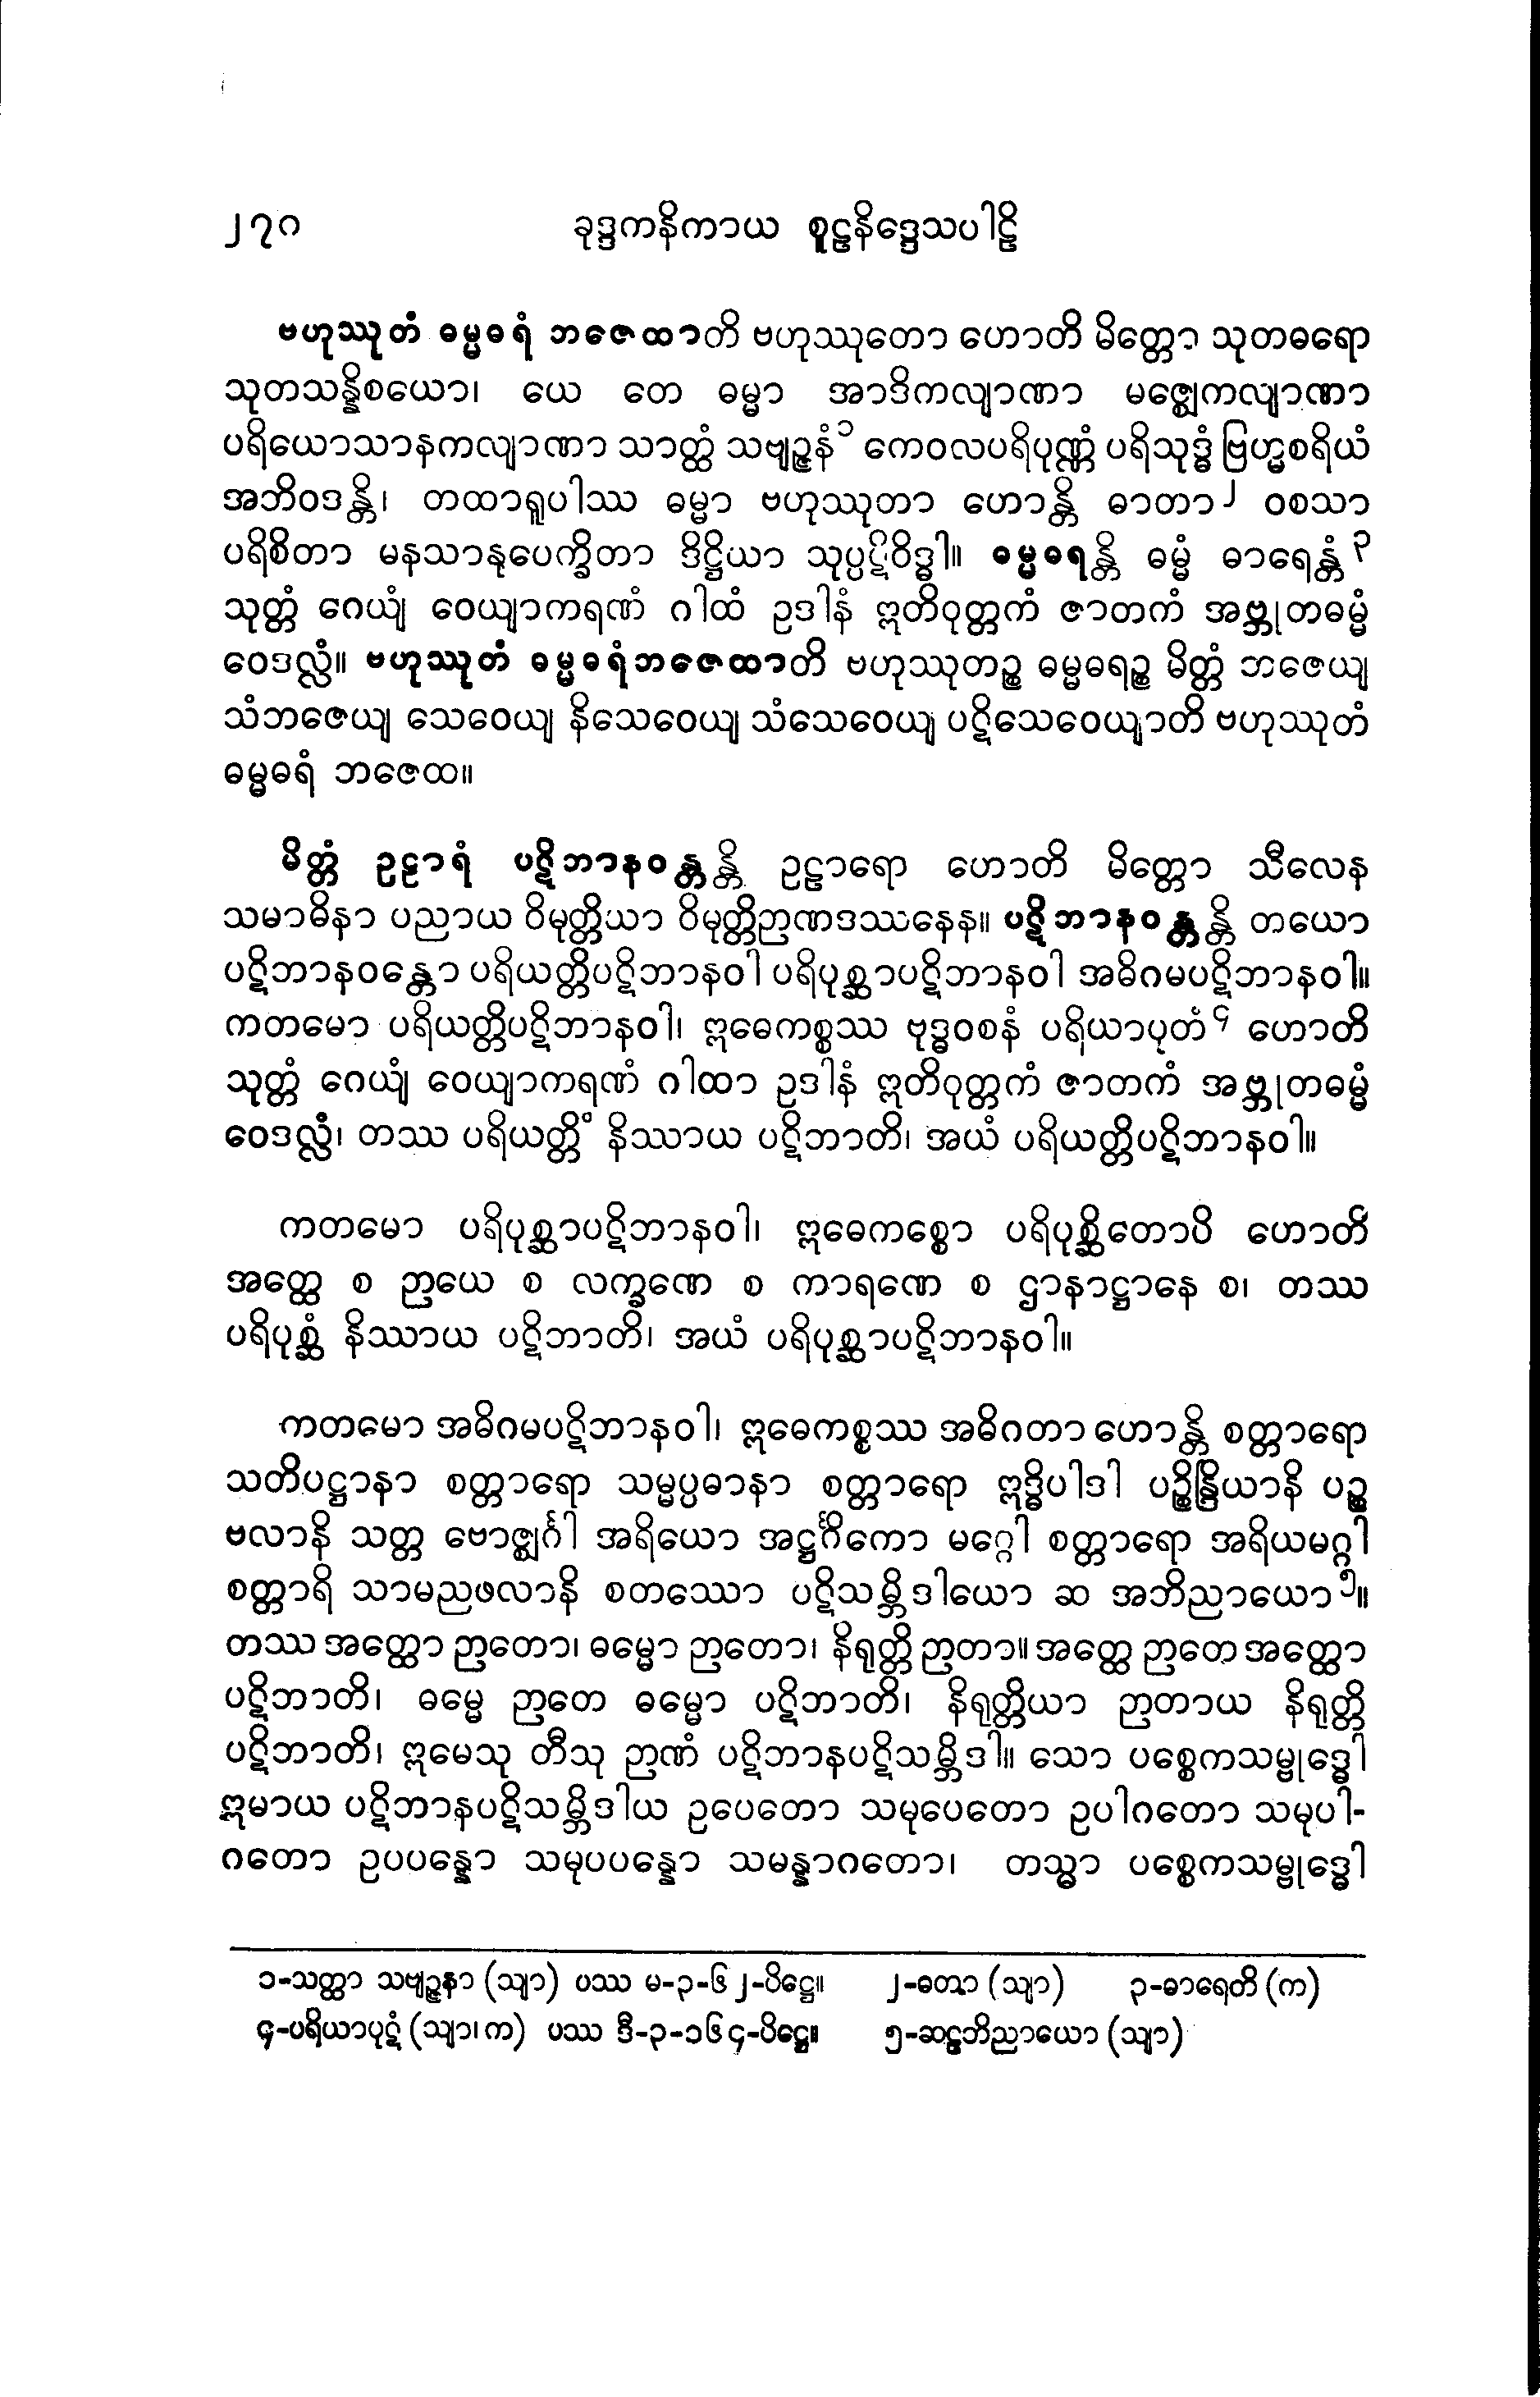 ၂၇၀ ခုဒ္ဒကနိကာယ စူဠနိဒ္ဒေသပါဠိ
ဗဟုဿုတံ ဓမ္မဓရံ ဘဇေထာတိ ဗဟုဿုတော ဟောတိ မိတ္တော သုတဓရော
သုတသန္နိစယော၊ ယေ တေ ဓမ္မာ အာဒိကလျာဏာ မဇ္ဈေကလျာဏာ
ပရိယောသာနကလျာဏာ သာတ္ထံ သဗျဉ္ဇနံ၁ ကေဝလပရိပုဏ္ဏံ ပရိသုဒ္ဓံ ဗြဟ္မစရိယံ
အဘိဝဒန္တိ၊ တထာရူပါဿ ဓမ္မာ ဗဟုဿုတာ ဟောန္တိ ဓာတာ၂ ဝစသာ
ပရိစိတာ မနသာနုပေက္ခိတာ ဒိဋ္ဌိယာ သုပ္ပဋိဝိဒ္ဓါ။ ဓမ္မဓရန္တိ ဓမ္မံ ဓာရေန္တံ၃
သုတ္တံ ဂေယျံ ဝေယျာကရဏံ ဂါထံ ဥဒါနံ ဣတိဝုတ္တကံ ဇာတကံ အဗ္ဘုတဓမ္မံ
ဝေဒလ္လံ။ ဗဟုဿုတံ ဓမ္မဓရံဘဇေထာတိ ဗဟုဿုတဉ္စ ဓမ္မဓရဉ္စ မိတ္တံ ဘဇေယျ
သံဘဇေယျ သေဝေယျ နိသေဝေယျ သံသေဝေယျ ပဋိသေဝေယျာတိ ဗဟုဿုတံ
ဓမ္မဓရံ ဘဇေထ။
မိတ္တံ ဥဠာရံ ပဋိဘာနဝန္တန္တိ ဥဠာရော ဟောတိ မိတ္တော သီလေန
သမာဓိနာ ပညာယ ဝိမုတ္တိယာ ဝိမုတ္တိဉာဏဒဿနေန။ ပဋိဘာနဝန္တန္တိ တယော
ပဋိဘာနဝန္တော ပရိယတ္တိပဋိဘာနဝါ ပရိပုစ္ဆာပဋိဘာနဝါ အဓိဂမပဋိဘာနဝါ။
ကတမော ပရိယတ္တိပဋိဘာနဝါ၊ ဣဓေကစ္စဿ ဗုဒ္ဓဝစနံ ပရိယာပုတံ၄ ဟောတိ
သုတ္တံ ဂေယျံ ဝေယျာကရဏံ ဂါထာ ဥဒါနံ ဣတိဝုတ္တကံ ဇာတကံ အဗ္ဘုတဓမ္မံ
ဝေဒလ္လံ၊ တဿ ပရိယတ္တိံ နိဿာယ ပဋိဘာတိ၊ အယံ ပရိယတ္တိပဋိဘာနဝါ။
ကတမော ပရိပုစ္ဆာပဋိဘာနဝါ၊ ဣဓေကစ္စော ပရိပုစ္ဆိတောပိ ဟောတိ
အတ္ထေ စ ဉာယေ စ လက္ခဏေ စ ကာရဏေ စ ဌာနာဋ္ဌာနေ စ၊ တဿ
ပရိပုစ္ဆံ နိဿာယ ပဋိဘာတိ၊ အယံ ပရိပုစ္ဆာပဋိဘာနဝါ။
ကတမော အဓိဂမပဋိဘာနဝါ၊ ဣဓေကစ္စဿ အဓိဂတာ ဟောန္တိ စတ္တာရော
သတိပဋ္ဌာနာ စတ္တာရော သမ္မပ္ပဓာနာ စတ္တာရော ဣဒ္ဓိပါဒါ ပဉ္စိန္ဒြိယာနိ ပဉ္စ
ဗလာနိ သတ္တ ဗောဇ္ဈင်္ဂါ အရိယော အဋ္ဌင်္ဂိကော မဂ္ဂေါ စတ္တာရော အရိယမဂ္ဂါ
စတ္တာရိ သာမညဖလာနိ စတဿော ပဋိသမ္ဘိဒါယော ဆ အဘိညာယော၅။
တဿ အတ္ထော ဉာတော၊ ဓမ္မော ဉာတော၊ နိရုတ္တိ ဉာတာ။ အတ္ထေ ဉာတေ အတ္ထော
ပဋိဘာတိ၊ ဓမ္မေ ဉာတေ ဓမ္မော ပဋိဘာတိ၊ နိရုတ္တိယာ ဉာတာယ နိရုတ္တိ
ပဋိဘာတိ၊ ဣမေသု တီသု ဉာဏံ ပဋိဘာနပဋိသမ္ဘိဒါ။ သော ပစ္စေကသမ္ဗုဒ္ဓေါ
ဣမာယ ပဋိဘာနပဋိသမ္ဘိဒါယ ဥပေတော သမုပေတော ဥပါဂတော သမုပါ-
ဂတော ဥပပန္နော သမုပပန္နော သမန္နာဂတော၊ တသ္မာ ပစ္စေကသမ္ဗုဒ္ဓေါ
၁-သတ္ထာ သဗျဉ္ဇနာ (သျာ) ပဿ မ-၃-၆၂-ပိဋ္ဌေ။ ၂-ဓတာ (သျာ) ၃-ဓာရေတိ (က)
၄-ပရိယာပုဋံ (သျာ၊က) ပဿ ဒီ-၃-၁၆၄-ပိဋ္ဌေ။ ၅-ဆဠဘိညာယော (သျာ)